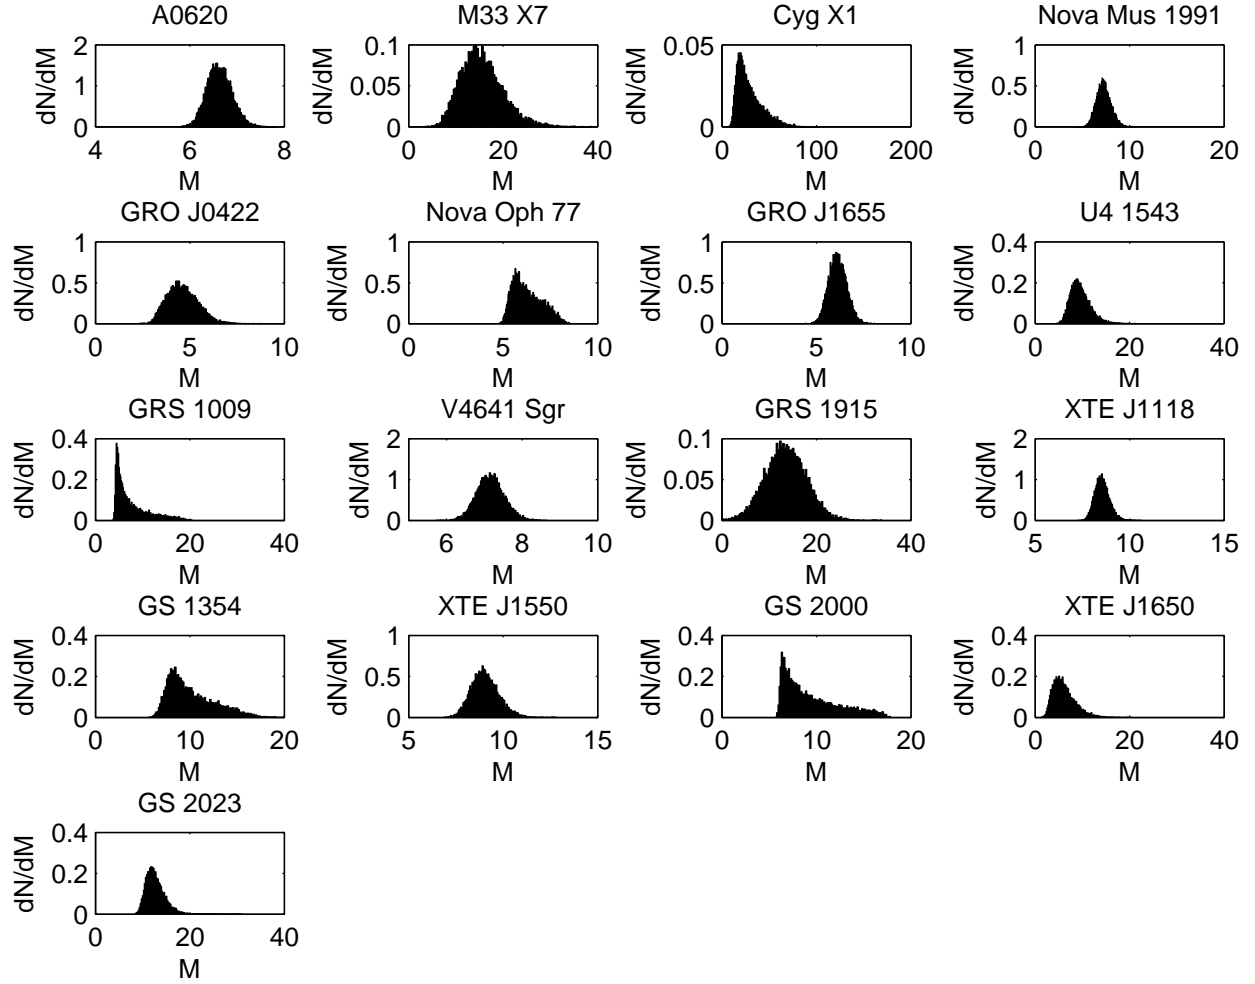 A0620
dN/dM
2
1
0
4 6 8
M
M33 X7
dN/dM
0.1
0.05
0
0 20 40
M
Cyg X1
dN/dM
0.05
0
0 100 200
M
Nova Mus 1991
dN/dM
1
0.5
0
0 10 20
M
GRO J0422
dN/dM
1
0.5
0
0 5 10
M
Nova Oph 77
dN/dM
1
0.5
0
0 5 10
M
GRO J1655
dN/dM
1
0.5
0
0 5 10
M
U4 1543
dN/dM
0.4
0.2
0
0 20 40
M
GRS 1009
dN/dM
0.4
0.2
0
0 20 40
M
V4641 Sgr
dN/dM
2
1
0
6 8 10
M
GRS 1915
dN/dM
0.1
0.05
0
0 20 40
M
XTE J1118
dN/dM
2
1
0
5 10 15
M
GS 1354
dN/dM
0.4
0.2
0
0 10 20
M
XTE J1550
dN/dM
1
0.5
0
5 10 15
M
GS 2000
dN/dM
0.4
0.2
0
0 10 20
M
XTE J1650
dN/dM
0.4
0.2
0
0 20 40
M
GS 2023
dN/dM
0.4
0.2
0
0 20 40
M